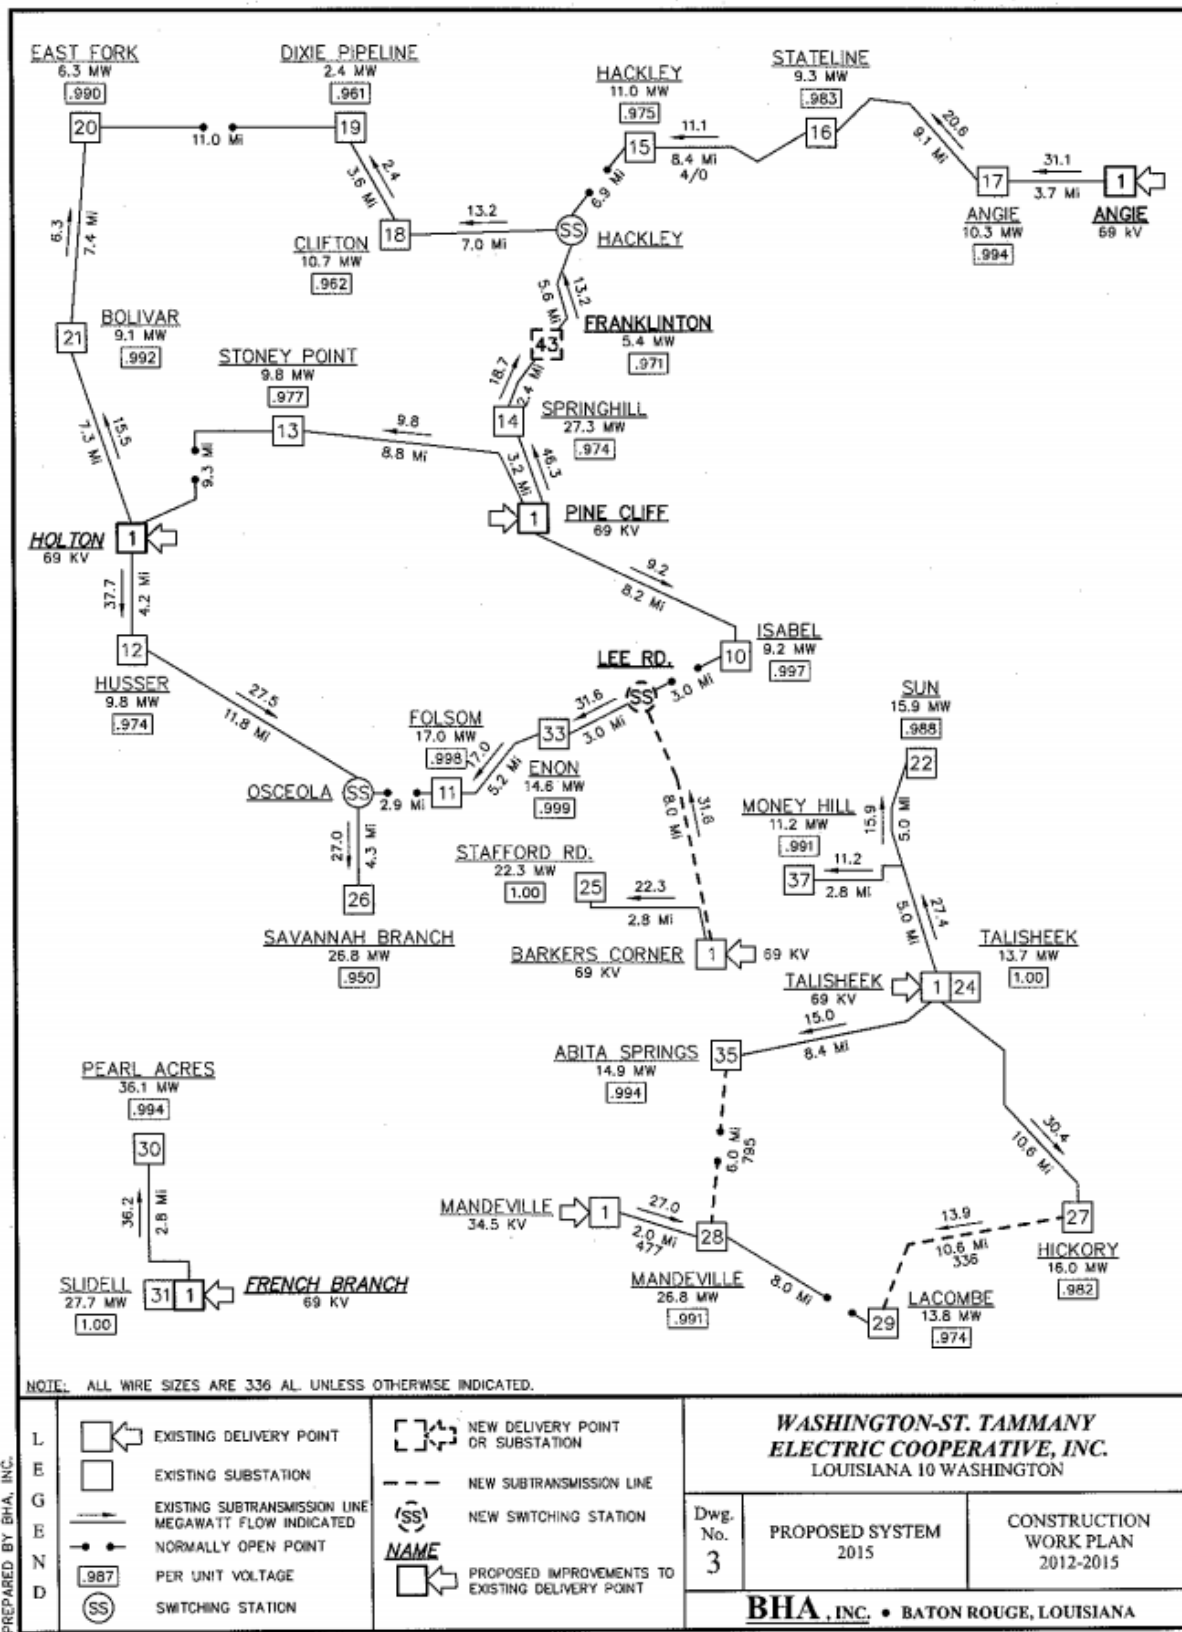 EAST FORK
6.3 MW
.990
20
11.0 Mi
DIXIE PIPELINE
2.4 MW
.961
19
2.4
3.6 Mi
HACKLEY
11.0 MW
.975
15
11.1
8.4 Mi
4/0
STATELINE
9.3 MW
.983
16
20.6
9.1 Mi
17
31.1
3.7 Mi
1
ANGIE
10.3 MW
.994
ANGIE
69 kV
6.9 Mi
CLIFTON
10.7 MW
.962
18
13.2
7.0 Mi
SS
HACKLEY
6.3
7.4 Mi
5.6 Mi
13.2
BOLIVAR
9.1 MW
.992
21
FRANKLINTON
5.4 MW
.971
43
STONEY POINT
9.8 MW
.977
13
18.7
2.4 Mi
14
SPRINGHILL
27.3 MW
.974
15.5
7.3 Mi
9.3 Mi
9.8
8.8 Mi
3.2 Mi
46.3
HOLTON
69 KV
1
1
PINE CLIFF
69 KV
37.7
4.2 Mi
9.2
8.2 Mi
12
HUSSER
9.8 MW
.974
ISABEL
9.2 MW
.997
10
LEE RD.
SS
3.0 Mi
27.5
11.8 Mi
31.6
3.0 Mi
FOLSOM
17.0 MW
.998
17.0
5.2 Mi
33
ENON
14.6 MW
.999
SUN
15.9 MW
.988
22
OSCEOLA
SS
2.9 Mi
11
27.0
4.3 Mi
26
SAVANNAH BRANCH
26.8 MW
.950
31.6
8.0 Mi
STAFFORD RD.
22.3 MW
1.00
25
22.3
2.8 Mi
BARKERS CORNER
69 KV
1
69 KV
MONEY HILL
11.2 MW
.991
37
11.2
2.8 Mi
15.9
5.0 Mi
27.4
5.0 Mi
TALISHEEK
13.7 MW
1.00
TALISHEEK
69 KV
1
24
15.0
8.4 Mi
ABITA SPRINGS
14.9 MW
.994
35
PEARL ACRES
36.1 MW
.994
30
6.0 Mi
795
30.4
10.6 Mi
36.2
2.8 Mi
MANDEVILLE
34.5 KV
1
27.0
2.0 Mi
477
28
MANDEVILLE
26.8 MW
.991
8.0 Mi
13.9
10.6 Mi
336
27
HICKORY
16.0 MW
.982
29
LACOMBE
13.8 MW
.974
SLIDELL
27.7 MW
1.00
31
1
FRENCH BRANCH
69 KV
NOTE: ALL WIRE SIZES ARE 336 AL. UNLESS OTHERWISE INDICATED.
PREPARED BY BHA, INC.
LEGEND
EXISTING DELIVERY POINT
EXISTING SUBSTATION
EXISTING SUBTRANSMISSION LINE
MEGAWATT FLOW INDICATED
NORMALLY OPEN POINT
.987
PER UNIT VOLTAGE
SS
SWITCHING STATION
NEW DELIVERY POINT
OR SUBSTATION
NEW SUBTRANSMISSION LINE
SS
NEW SWITCHING STATION
NAME
PROPOSED IMPROVEMENTS TO
EXISTING DELIVERY POINT
WASHINGTON-ST. TAMMANY
ELECTRIC COOPERATIVE, INC.
LOUISIANA 10 WASHINGTON
Dwg.
No.
3
PROPOSED SYSTEM
2015
CONSTRUCTION
WORK PLAN
2012-2015
BHA, INC. • BATON ROUGE, LOUISIANA